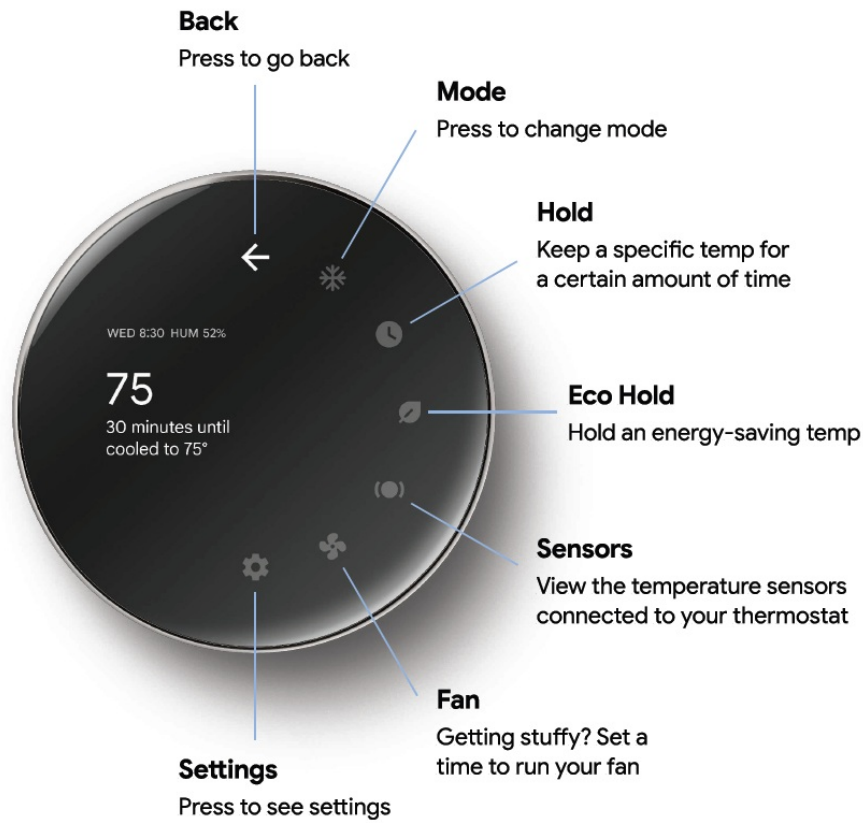 Back
Press to go back
Mode
Press to change mode
Hold
Keep a specific temp for
a certain amount of time
WED 8:30 HUM 52%
75
30 minutes until
cooled to 75°
Eco Hold
Hold an energy-saving temp
Sensors
View the temperature sensors
connected to your thermostat
Fan
Getting stuffy? Set a
time to run your fan
Settings
Press to see settings